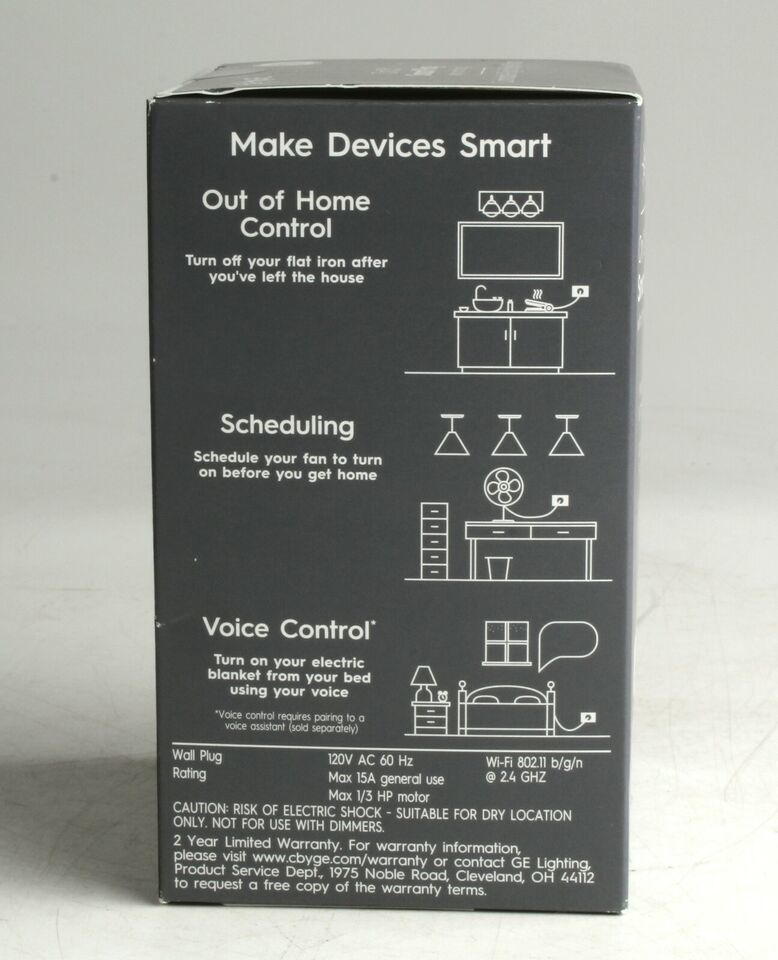 Make Devices Smart
Out of Home
Control
Turn off your flat iron after
you've left the house
Scheduling
Schedule your fan to turn
on before you get home
Voice Control*
Turn on your electric
blanket from your bed
using your voice
*Voice control requires pairing to a
voice assistant (sold separately)
Wall Plug
Rating
120V AC 60 Hz
Max 15A general use
Max 1/3 HP motor
Wi-Fi 802.11 b/g/n
@ 2.4 GHZ
CAUTION: RISK OF ELECTRIC SHOCK - SUITABLE FOR DRY LOCATION
ONLY. NOT FOR USE WITH DIMMERS.
2 Year Limited Warranty. For warranty information,
please visit www.cbyge.com/warranty or contact GE Lighting,
Product Service Dept., 1975 Noble Road, Cleveland, OH 44112
to request a free copy of the warranty terms.